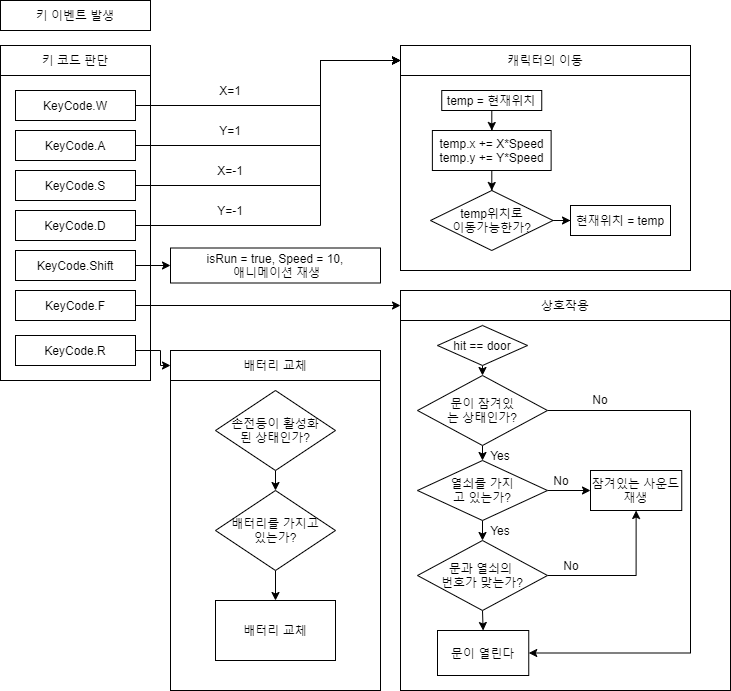 키 이벤트 발생
키 코드 판단
KeyCode.W
KeyCode.A
KeyCode.S
KeyCode.D
KeyCode.Shift
KeyCode.F
KeyCode.R
X=1
Y=1
X=-1
Y=-1
캐릭터의 이동
temp = 현재위치
temp.x += X*Speed
temp.y += Y*Speed
temp위치로
이동가능한가?
현재위치 = temp
isRun = true, Speed = 10,
애니메이션 재생
배터리 교체
손전등이 활성화
된 상태인가?
배터리를 가지고
있는가?
배터리 교체
상호작용
hit == door
문이 잠겨있
는 상태인가?
No
Yes
열쇠를 가지
고 있는가?
No
잠겨있는 사운드
재생
Yes
문과 열쇠의
번호가 맞는가?
No
문이 열린다